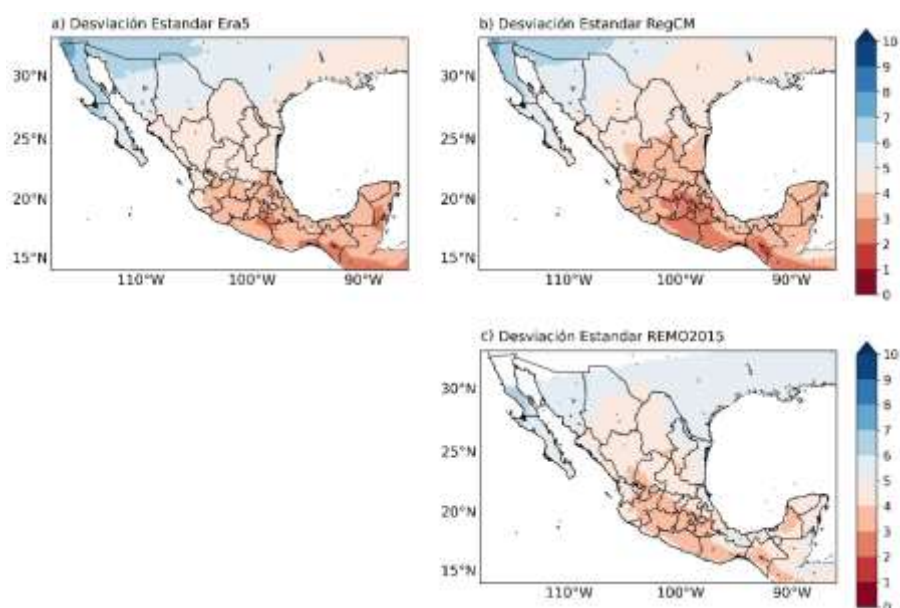 a) Desviación Estandar Era5
30°N
25°N
20°N
15°N
110°W 100°W 90°W
b) Desviación Estandar RegCM
30°N
25°N
20°N
15°N
110°W 100°W 90°W
10
9
8
7
6
5
4
3
2
1
0
c) Desviación Estandar REMO2015
30°N
25°N
20°N
15°N
110°W 100°W 90°W
10
9
8
7
6
5
4
3
2
1
0